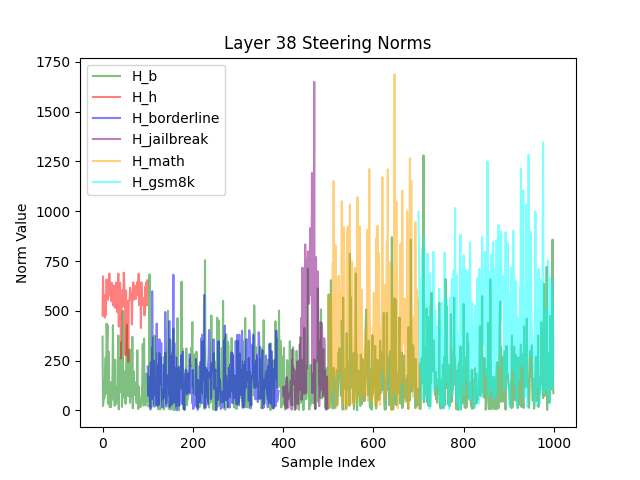 Layer 38 Steering Norms
H_b
H_h
H_borderline
H_jailbreak
H_math
H_gsm8k
Norm Value
1750
1500
1250
1000
750
500
250
0
0 200 400 600 800 1000
Sample Index